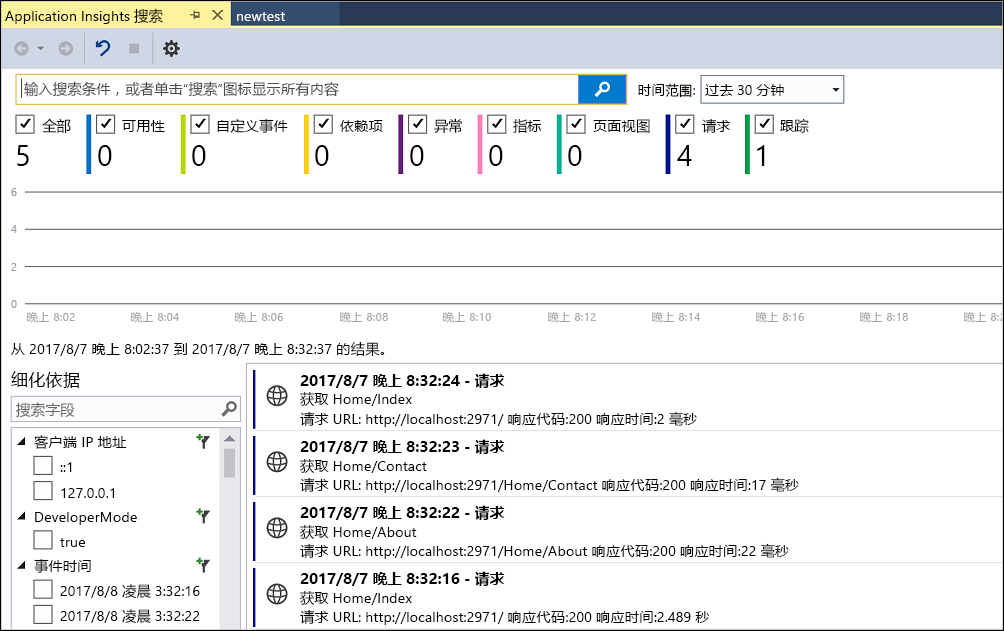 Application Insights 搜索 newtest
输入搜索条件，或者单击“搜索”图标显示所有内容 时间范围: 过去 30 分钟
全部 可用性 自定义事件 依赖项 异常 指标 页面视图 请求 跟踪
5 0 0 0 0 0 0 4 1
6
4
2
0
晚上 8:02 晚上 8:04 晚上 8:06 晚上 8:08 晚上 8:10 晚上 8:12 晚上 8:14 晚上 8:16 晚上 8:18 晚上
从 2017/8/7 晚上 8:02:37 到 2017/8/7 晚上 8:32:37 的结果。
细化依据
搜索字段
客户端 IP 地址
::1
127.0.0.1
DeveloperMode
true
事件时间
2017/8/8 凌晨 3:32:16
2017/8/8 凌晨 3:32:22
2017/8/7 晚上 8:32:24 - 请求
获取 Home/Index
请求 URL: http://localhost:2971/ 响应代码:200 响应时间:2 毫秒
2017/8/7 晚上 8:32:23 - 请求
获取 Home/Contact
请求 URL: http://localhost:2971/Home/Contact 响应代码:200 响应时间:17 毫秒
2017/8/7 晚上 8:32:22 - 请求
获取 Home/About
请求 URL: http://localhost:2971/Home/About 响应代码:200 响应时间:22 毫秒
2017/8/7 晚上 8:32:16 - 请求
获取 Home/Index
请求 URL: http://localhost:2971/ 响应代码:200 响应时间:2.489 秒